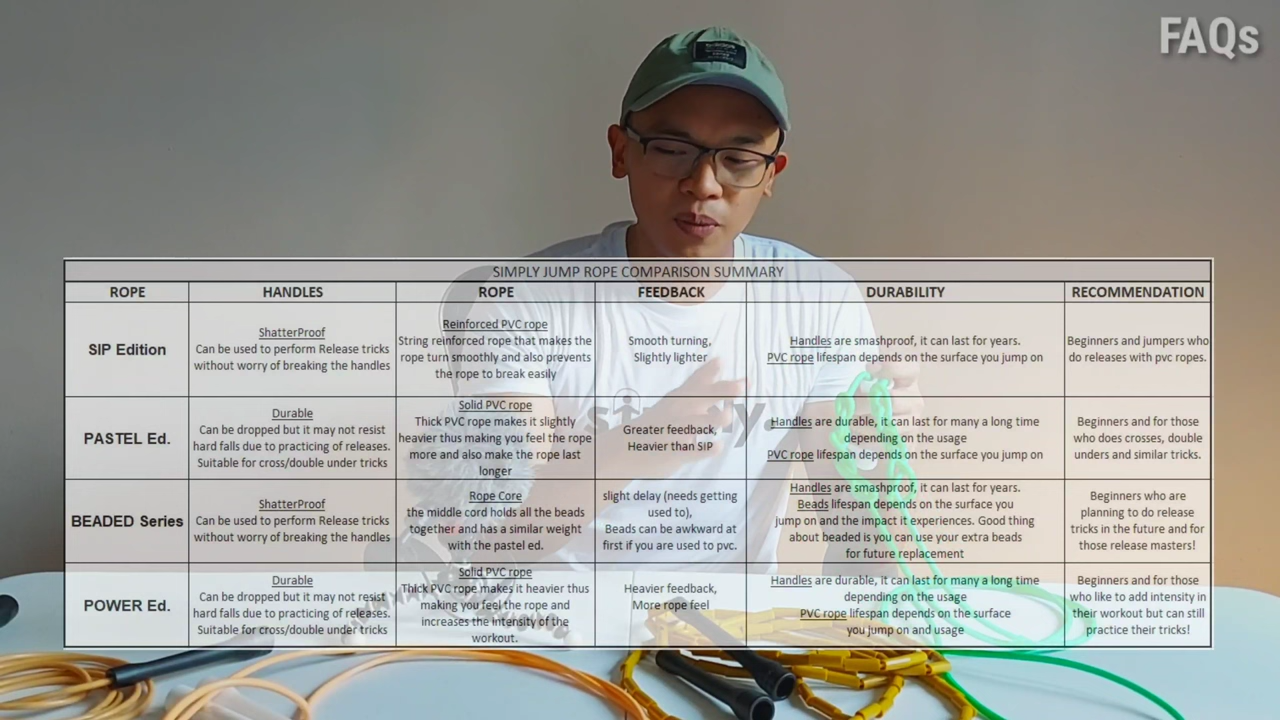 FAQs
SIMPLY JUMP ROPE COMPARISON SUMMARY
ROPE HANDLES ROPE FEEDBACK DURABILITY RECOMMENDATION
SIP Edition
ShatterProof
Can be used to perform Release tricks
without worry of breaking the handles
Reinforced PVC rope
String reinforced rope that makes the
rope turn smoothly and also prevents
the rope to break easily
Smooth turning,
Slightly lighter
Handles are smashproof, it can last for years.
PVC rope lifespan depends on the surface you jump on
Beginners and jumpers who
do releases with pvc ropes.
PASTEL Ed.
Durable
Can be dropped but it may not resist
hard falls due to practicing of releases.
Suitable for cross/double under tricks
Solid PVC rope
Thick PVC rope makes it slightly
heavier thus making you feel the rope
more and also make the rope last
longer
Greater feedback,
Heavier than SIP
Handles are durable, it can last for many a long time
depending on the usage
PVC rope lifespan depends on the surface you jump on
Beginners and for those
who does crosses, double
unders and similar tricks.
BEADED Series
ShatterProof
Can be used to perform Release tricks
without worry of breaking the handles
Rope Core
the middle cord holds all the beads
together and has a similar weight
with the pastel ed.
slight delay (needs getting
used to),
Beads can be awkward at
first if you are used to pvc.
Handles are smashproof, it can last for years.
Beads lifespan depends on the surface you
jump on and the impact it experiences. Good thing
about beaded is you can use your extra beads
for future replacement
Beginners who are
planning to do release
tricks in the future and for
those release masters!
POWER Ed.
Durable
Can be dropped but it may not resist
hard falls due to practicing of releases.
Suitable for cross/double under tricks
Solid PVC rope
Thick PVC rope makes it heavier thus
making you feel the rope and
increases the intensity of the
workout.
Heavier feedback,
More rope feel
Handles are durable, it can last for many a long time
depending on the usage
PVC rope lifespan depends on the surface
you jump on and usage
Beginners and for those
who like to add intensity in
their workout but can still
practice their tricks!